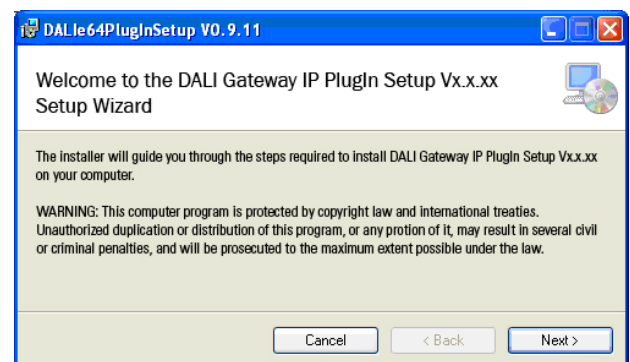 DALIe64PlugInSetup V0.9.11
Welcome to the DALI Gateway IP PlugIn Setup Vx.x.xx
Setup Wizard
The installer will guide you through the steps required to install DALI Gateway IP PlugIn Setup Vx.x.xx
on your computer.
WARNING: This computer program is protected by copyright law and international treaties.
Unauthorized duplication or distribution of this program, or any protion of it, may result in several civil
or criminal penalties, and will be prosecuted to the maximum extent possible under the law.
Cancel
< Back
Next >